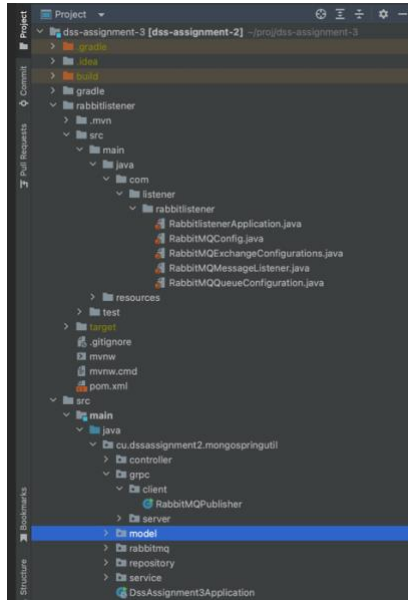 Project
dss-assignment-3 [dss-assignment-2] ~/proj/dss-assignment-3
.gradle
.idea
build
gradle
rabbitlistener
.mvn
src
main
java
com
listener
rabbitlistener
RabbitlistenerApplication.java
RabbitMQConfig.java
RabbitMQExchangeConfigurations.java
RabbitMQMessageListener.java
RabbitMQQueueConfiguration.java
resources
test
target
.gitignore
mvnw
mvnw.cmd
pom.xml
src
main
java
cu.dssassignment2.mongospringutil
controller
grpc
client
RabbitMQPublisher
server
model
rabbitmq
repository
service
DssAssignment3Application
Project
Commit
Pull Requests
Bookmarks
Structure